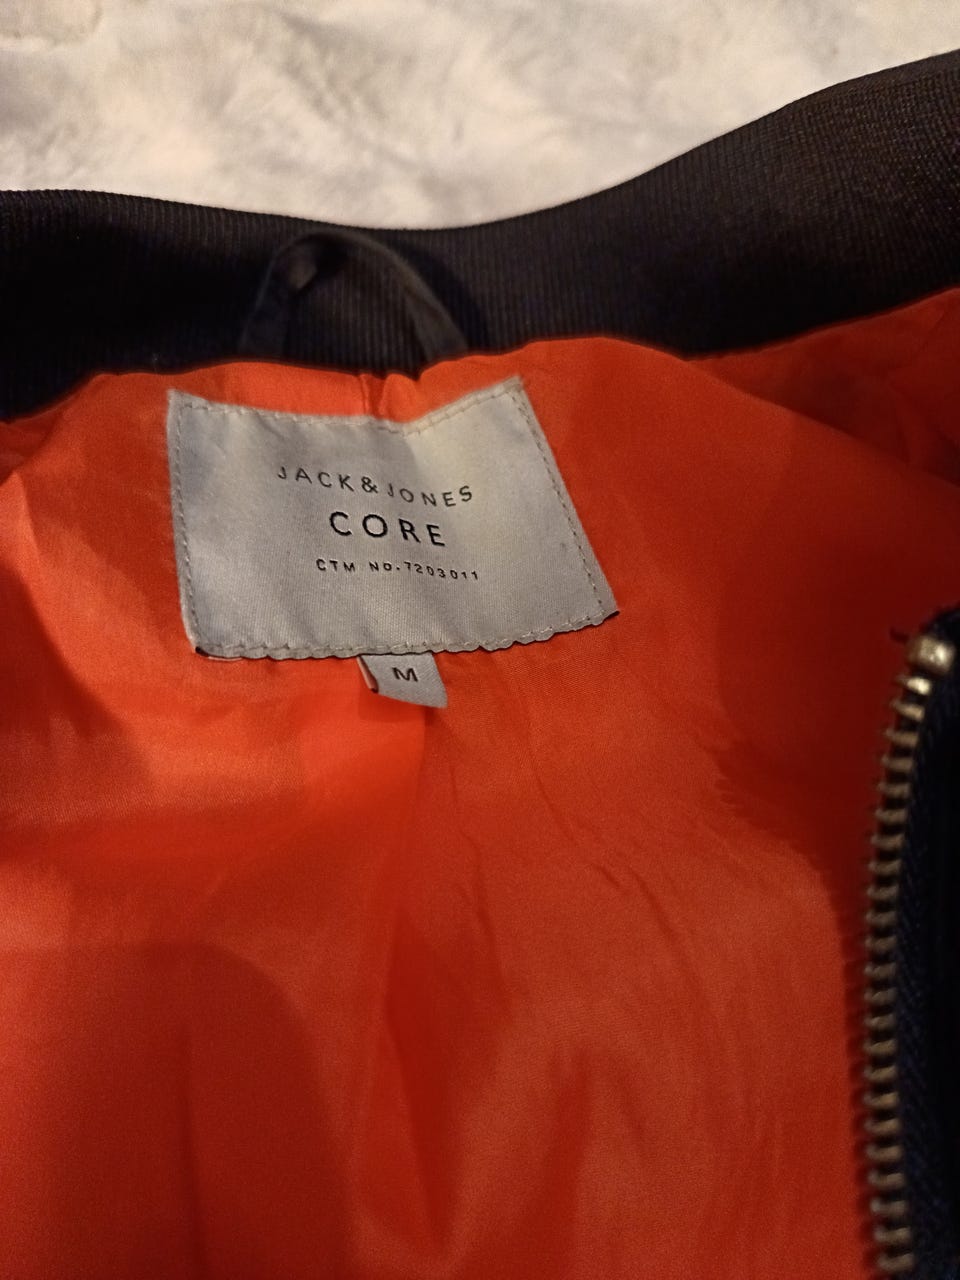 JACK&JONES
CORE
CTM NO.7203011
M